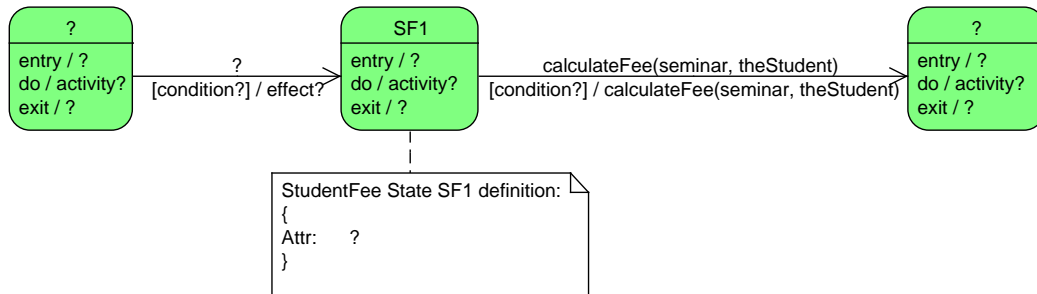 ?
entry / ?
do / activity?
exit / ?
?
[condition?] / effect?
SF1
entry / ?
do / activity?
exit / ?
calculateFee(seminar, theStudent)
[condition?] / calculateFee(seminar, theStudent)
?
entry / ?
do / activity?
exit / ?
StudentFee State SF1 definition:
{
Attr: ?
}